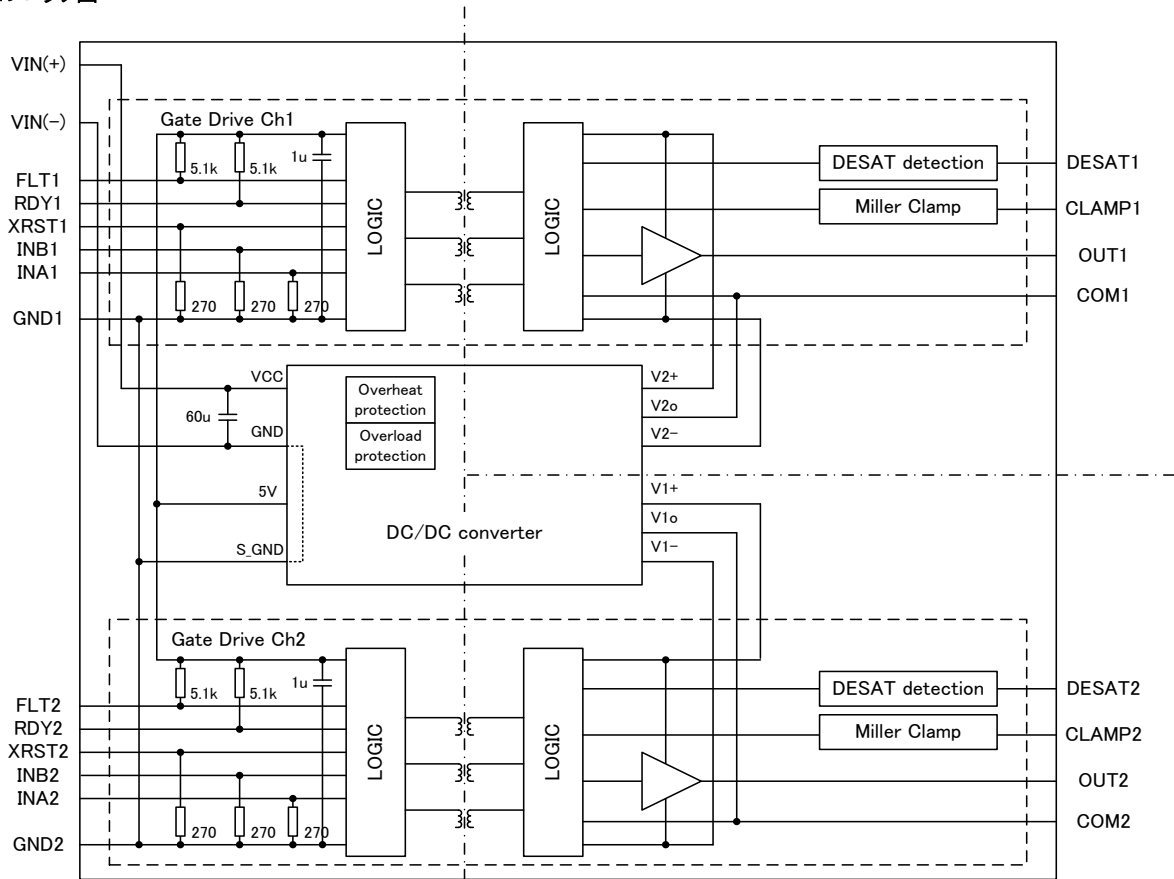 VIN(+)
VIN(-)
Gate Drive Ch1
5.1k
5.1k
1u
FLT1
RDY1
XRST1
INB1
INA1
GND1
270
270
270
LOGIC
LOGIC
DESAT detection
Miller Clamp
DESAT1
CLAMP1
OUT1
COM1
VCC
60u
GND
5V
S_GND
Overheat
protection
Overload
protection
DC/DC converter
V2+
V2o
V2-
V1+
V1o
V1-
Gate Drive Ch2
5.1k
5.1k
1u
FLT2
RDY2
XRST2
INB2
INA2
GND2
270
270
270
LOGIC
LOGIC
DESAT detection
Miller Clamp
DESAT2
CLAMP2
OUT2
COM2